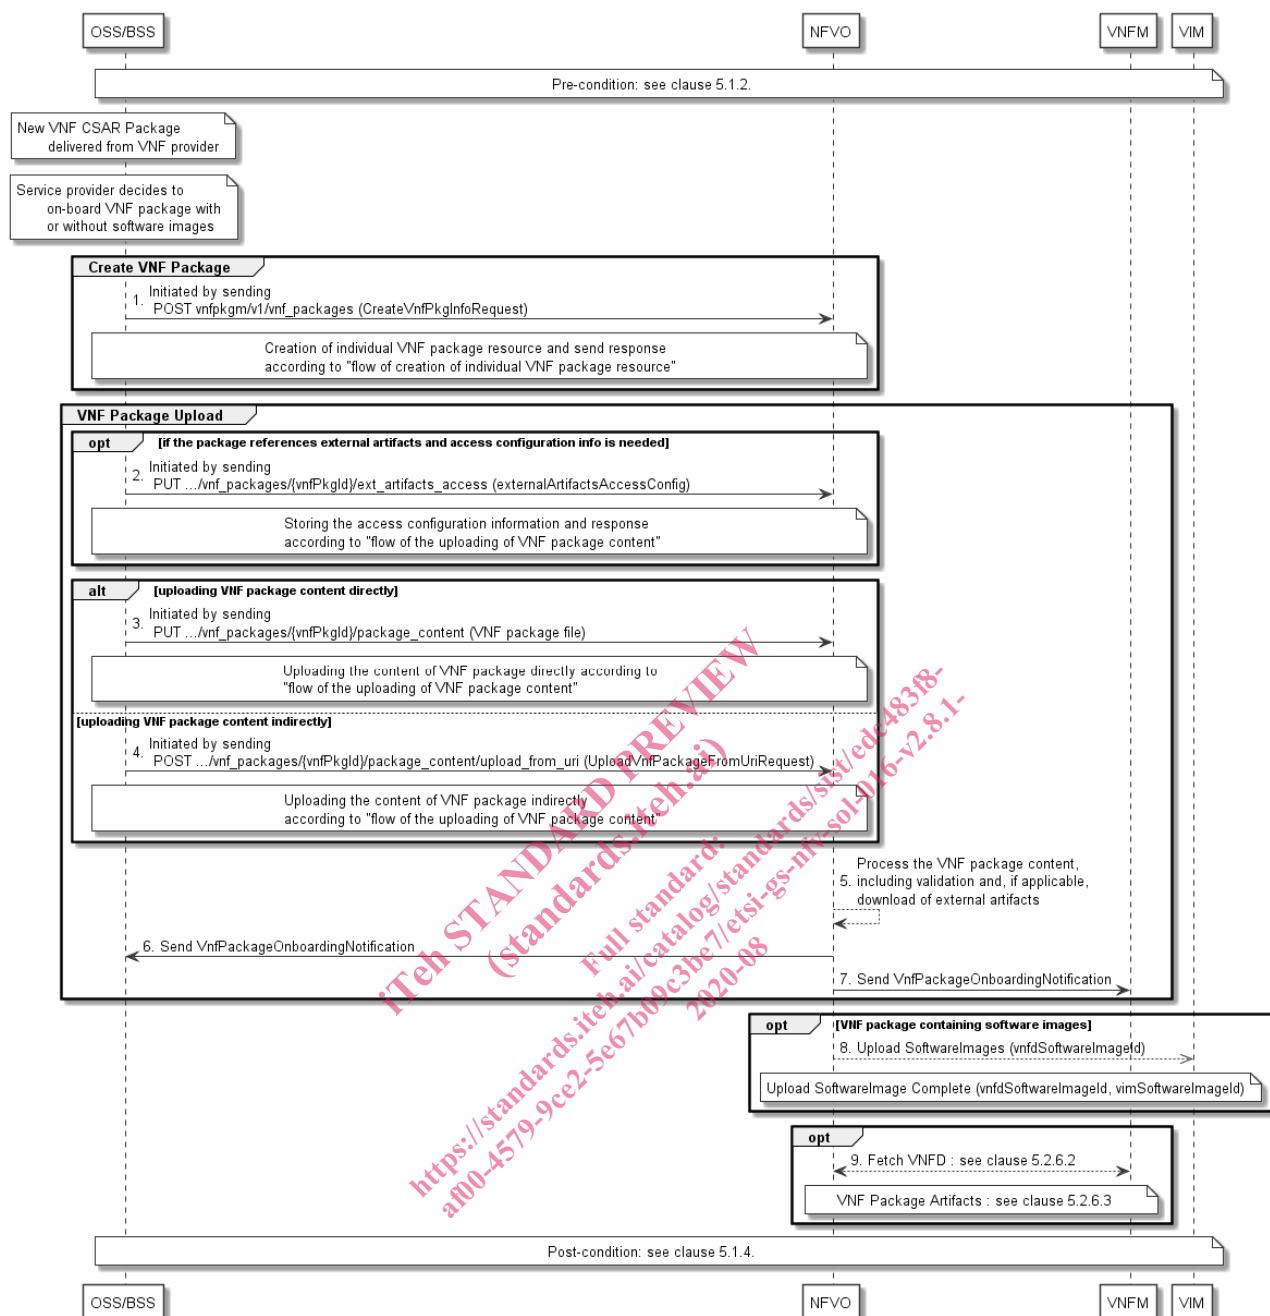 OSS/BSS
NFVO
VNFM
VIM
Pre-condition: see clause 5.1.2.
New VNF CSAR Package
delivered from VNF provider
Service provider decides to
on-board VNF package with
or without software images
Create VNF Package
1. Initiated by sending
POST vnfpkgm/v1/vnf_packages (CreateVnfPkgInfoRequest)
Creation of individual VNF package resource and send response
according to "flow of creation of individual VNF package resource"
VNF Package Upload
opt [if the package references external artifacts and access configuration info is needed]
2. Initiated by sending
PUT .../vnf_packages/{vnfPkgId}/ext_artifacts_access (externalArtifactsAccessConfig)
Storing the access configuration information and response
according to "flow of the uploading of VNF package content"
alt [uploading VNF package content directly]
3. Initiated by sending
PUT .../vnf_packages/{vnfPkgId}/package_content (VNF package file)
Uploading the content of VNF package directly according to
"flow of the uploading of VNF package content"
[uploading VNF package content indirectly]
4. Initiated by sending
POST .../vnf_packages/{vnfPkgId}/package_content/upload_from_uri (UploadVnfPackageFromUriRequest)
Uploading the content of VNF package indirectly
according to "flow of the uploading of VNF package content"
5. Process the VNF package content,
including validation and, if applicable,
download of external artifacts
6. Send VnfPackageOnboardingNotification
7. Send VnfPackageOnboardingNotification
opt [VNF package containing software images]
8. Upload SoftwareImages (vnfdSoftwareImageId)
Upload SoftwareImage Complete (vnfdSoftwareImageId, vimSoftwareImageId)
opt
9. Fetch VNFD : see clause 5.2.6.2
VNF Package Artifacts : see clause 5.2.6.3
Post-condition: see clause 5.1.4.
OSS/BSS
NFVO
VNFM
VIM
iTeh STANDARD PREVIEW
(standards.iteh.ai)
Full standard:
https://standards.iteh.ai/catalog/standards/sist/edc483f8-
af00-4579-9ce2-5e67b09c3be7/etsi-gs-nfv-sol-016-v2.8.1-
2020-08